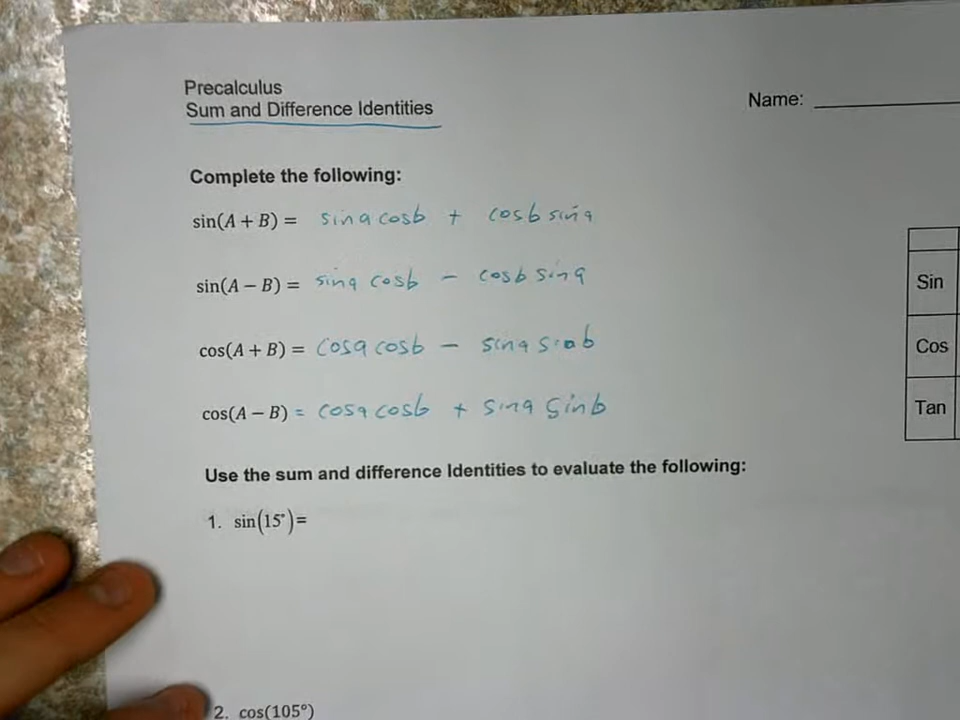 Precalculus
Sum and Difference Identities
Name:
Complete the following:
sin(A + B) = sina cosb + cosb sina
sin(A − B) = sina cosb − cosb sina
cos(A + B) = cosa cosb − sina sinb
cos(A − B) = cosa cosb + sina sinb
Sin
Cos
Tan
Use the sum and difference Identities to evaluate the following:
1. sin(15°)=
2. cos(105°)